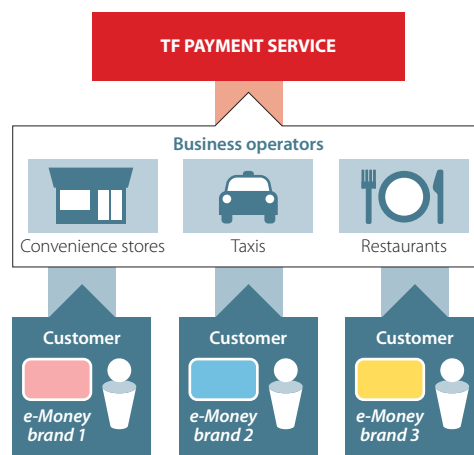 TF PAYMENT SERVICE
Business operators
Convenience stores
Taxis
Restaurants
Customer
e-Money
brand 1
Customer
e-Money
brand 2
Customer
e-Money
brand 3